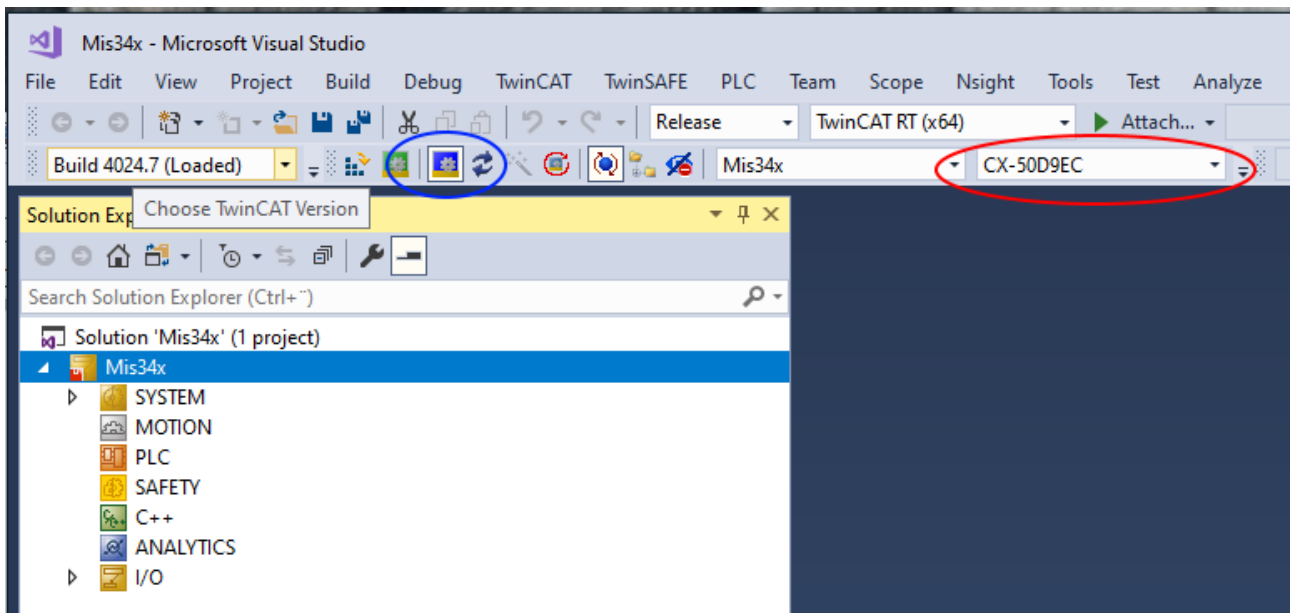 Mis34x - Microsoft Visual Studio
File Edit View Project Build Debug TwinCAT TwinSAFE PLC Team Scope Nsight Tools Test Analyze
Release TwinCAT RT (x64) Attach...
Build 4024.7 (Loaded) Mis34x CX-50D9EC
Choose TwinCAT Version
Solution Exp
Search Solution Explorer (Ctrl+¨)
Solution 'Mis34x' (1 project)
Mis34x
SYSTEM
MOTION
PLC
SAFETY
C++
ANALYTICS
I/O